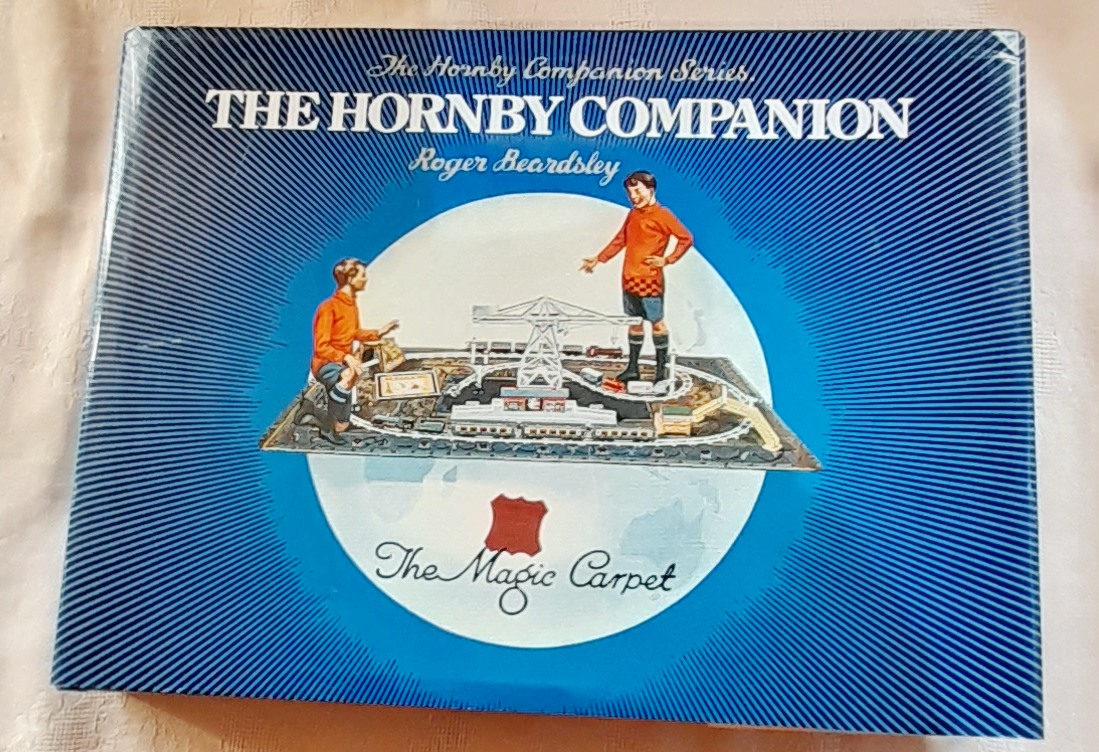 The Hornby Companion Series.
THE HORNBY COMPANION
Roger Beardsley
The Magic Carpet